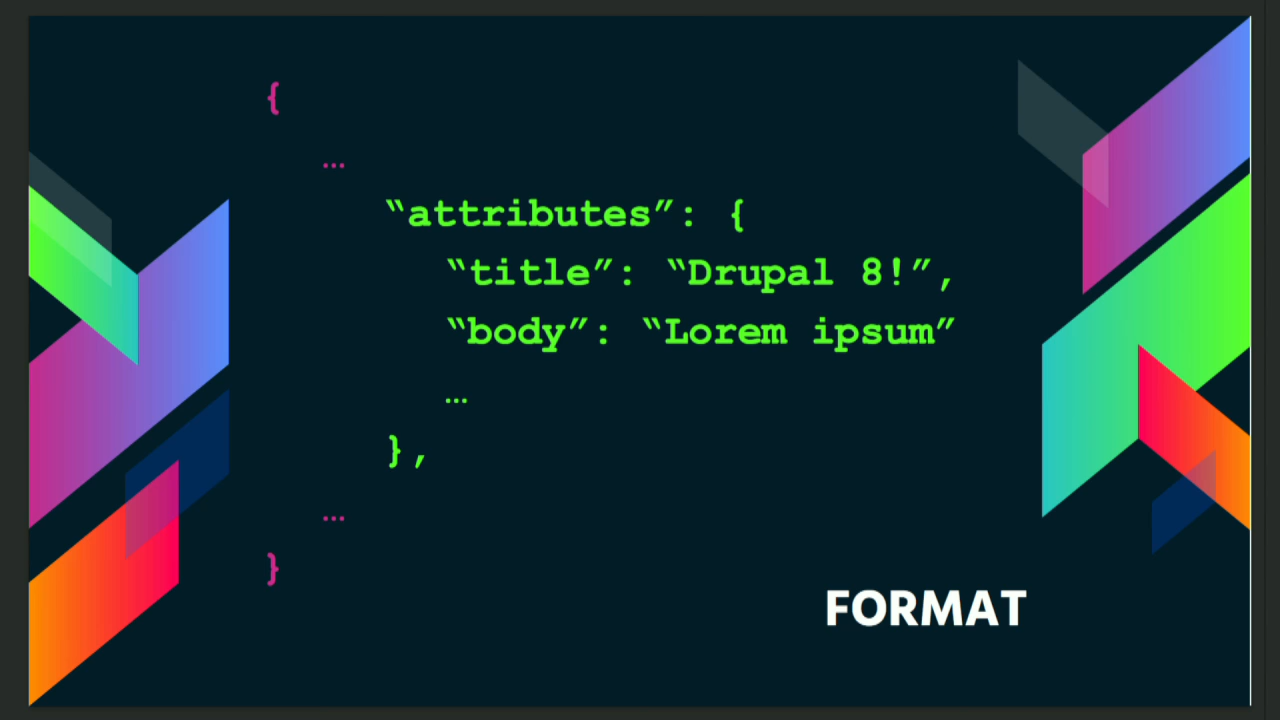 {
…
“attributes”: {
“title”: “Drupal 8!”,
“body”: “Lorem ipsum”
…
},
…
}
FORMAT